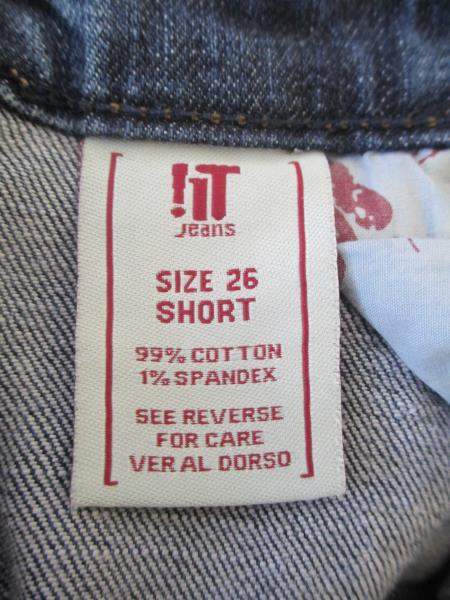 !iT
Jeans
SIZE 26
SHORT
99% COTTON
1% SPANDEX
SEE REVERSE
FOR CARE
VER AL DORSO